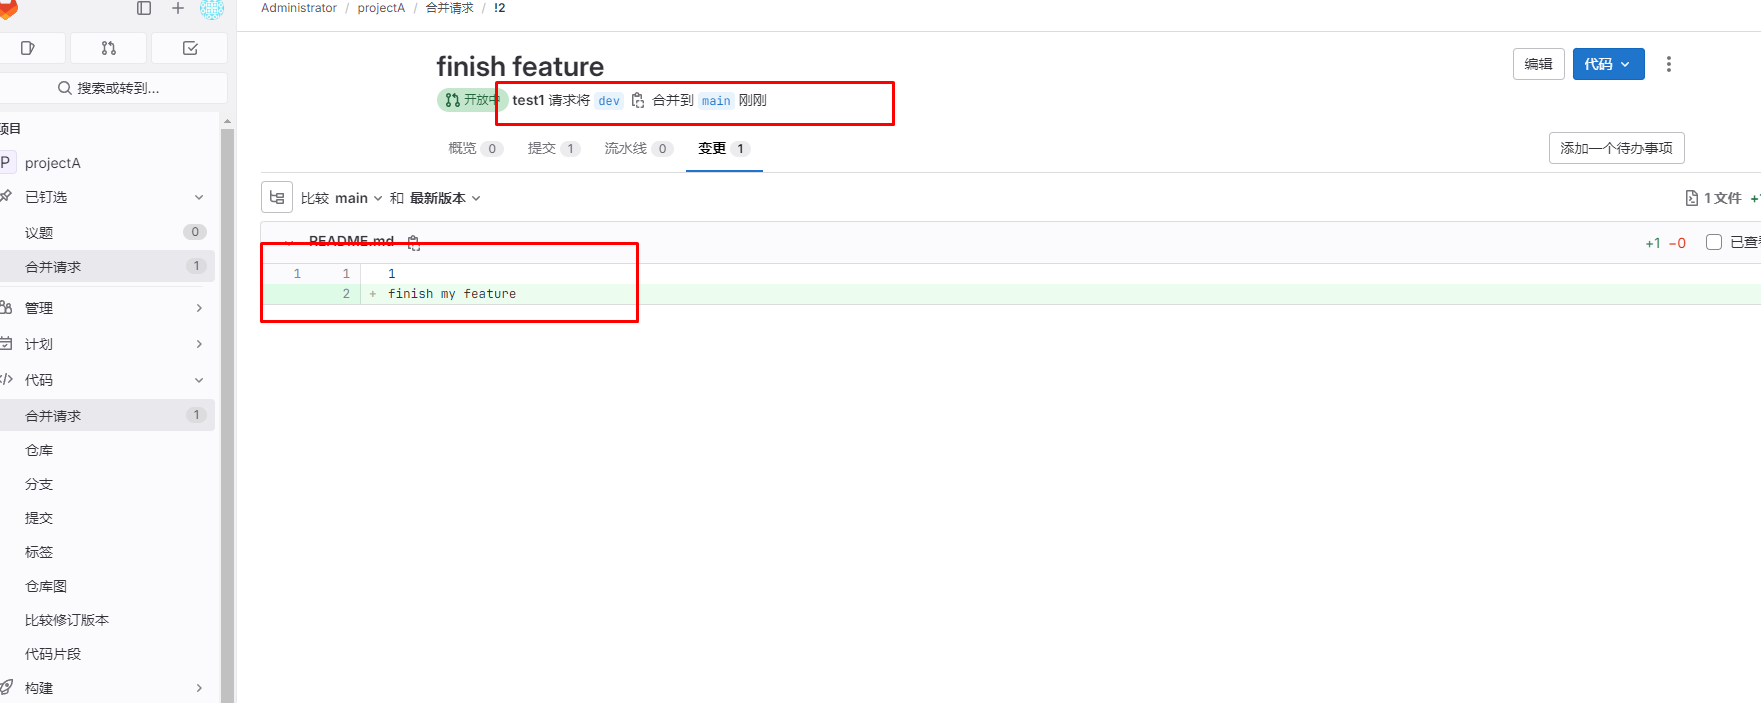 Administrator / projectA / 合并请求 / !2
搜索或转到...
项目
P projectA
已钉选
议题 0
合并请求 1
管理
计划
代码
合并请求 1
仓库
分支
提交
标签
仓库图
比较修订版本
代码片段
构建
finish feature
编辑
代码
开放中 test1 请求将 dev 合并到 main 刚刚
概览 0 提交 1 流水线 0 变更 1
添加一个待办事项
比较 main 和 最新版本
1 文件
README.md
+1 −0 已查
1 1 1
2 + finish my feature